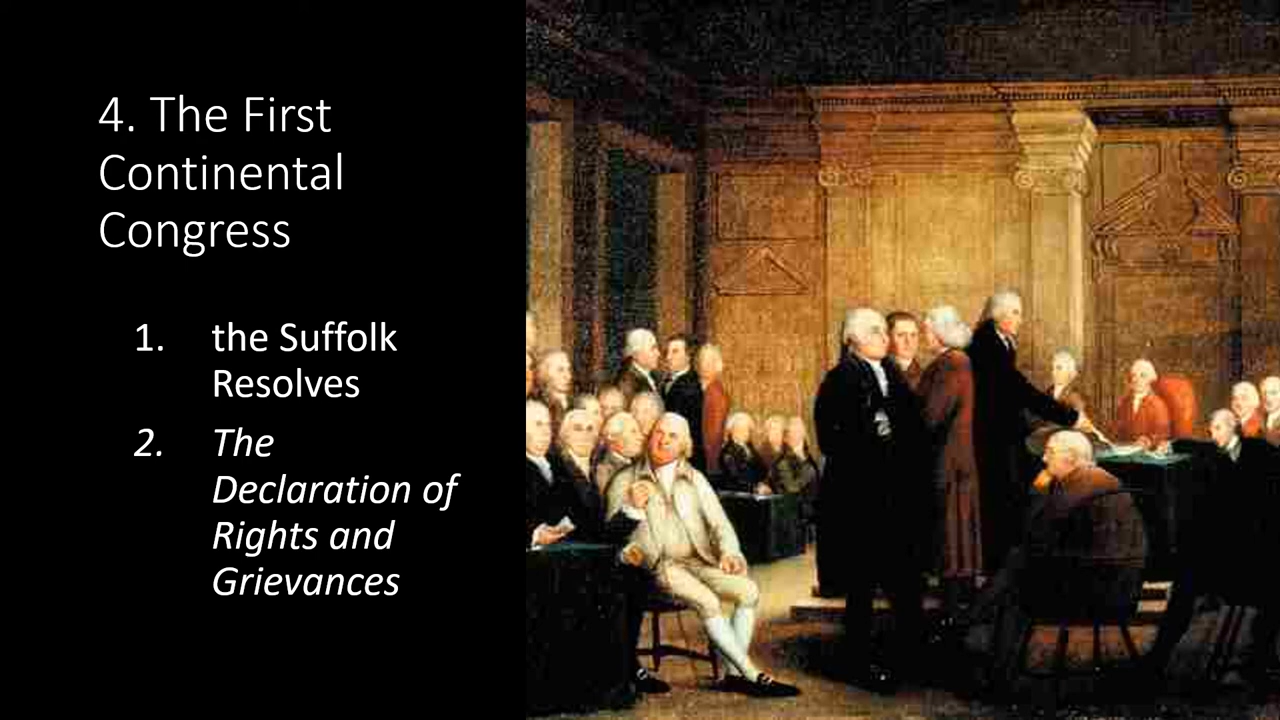 4. The First
Continental
Congress
1. the Suffolk
Resolves
2. The
Declaration of
Rights and
Grievances